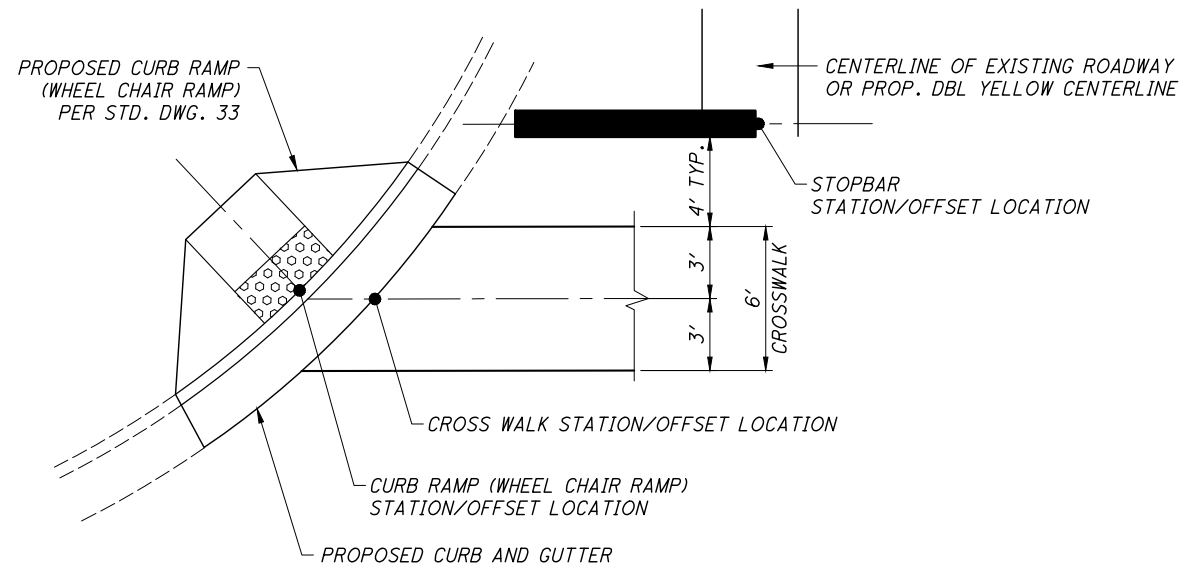 PROPOSED CURB RAMP
(WHEEL CHAIR RAMP)
PER STD. DWG. 33
CENTERLINE OF EXISTING ROADWAY
OR PROP. DBL YELLOW CENTERLINE
STOPBAR
STATION/OFFSET LOCATION
4' TYP.
3'
3'
6'
CROSSWALK
CROSS WALK STATION/OFFSET LOCATION
CURB RAMP (WHEEL CHAIR RAMP)
STATION/OFFSET LOCATION
PROPOSED CURB AND GUTTER